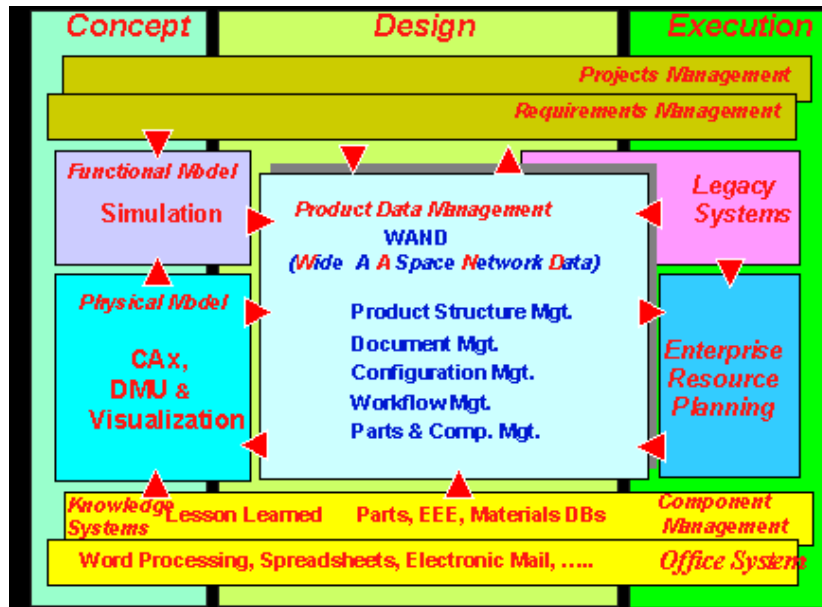 Concept
Design
Execution
Projects Management
Requirements Management
Functional Model
Simulation
Product Data Management
WAND
(Wide A A Space Network Data)
Product Structure Mgt.
Document Mgt.
Configuration Mgt.
Workflow Mgt.
Parts & Comp. Mgt.
Legacy
Systems
Physical Model
CAx,
DMU &
Visualization
Enterprise
Resource
Planning
Knowledge
Systems
Lesson Learned
Parts, EEE, Materials DBs
Component
Management
Word Processing, Spreadsheets, Electronic Mail, .....
Office System